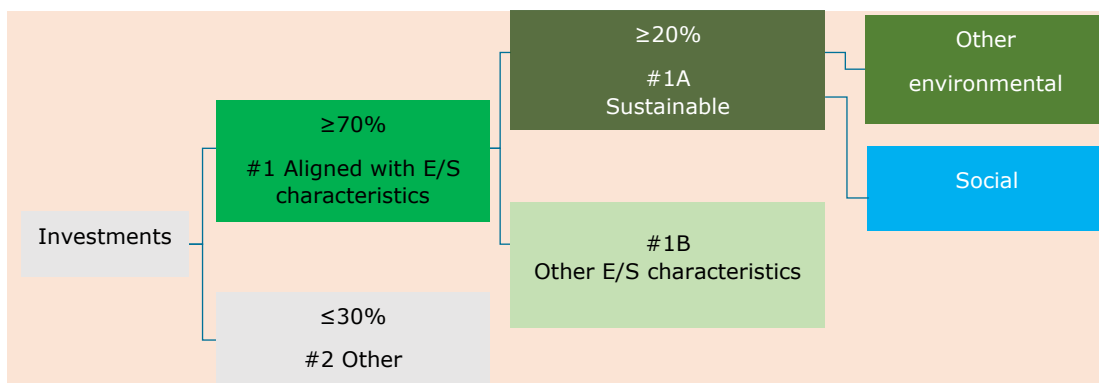 Investments
≥70%
#1 Aligned with E/S
characteristics
≤30%
#2 Other
≥20%
#1A
Sustainable
#1B
Other E/S characteristics
Other
environmental
Social